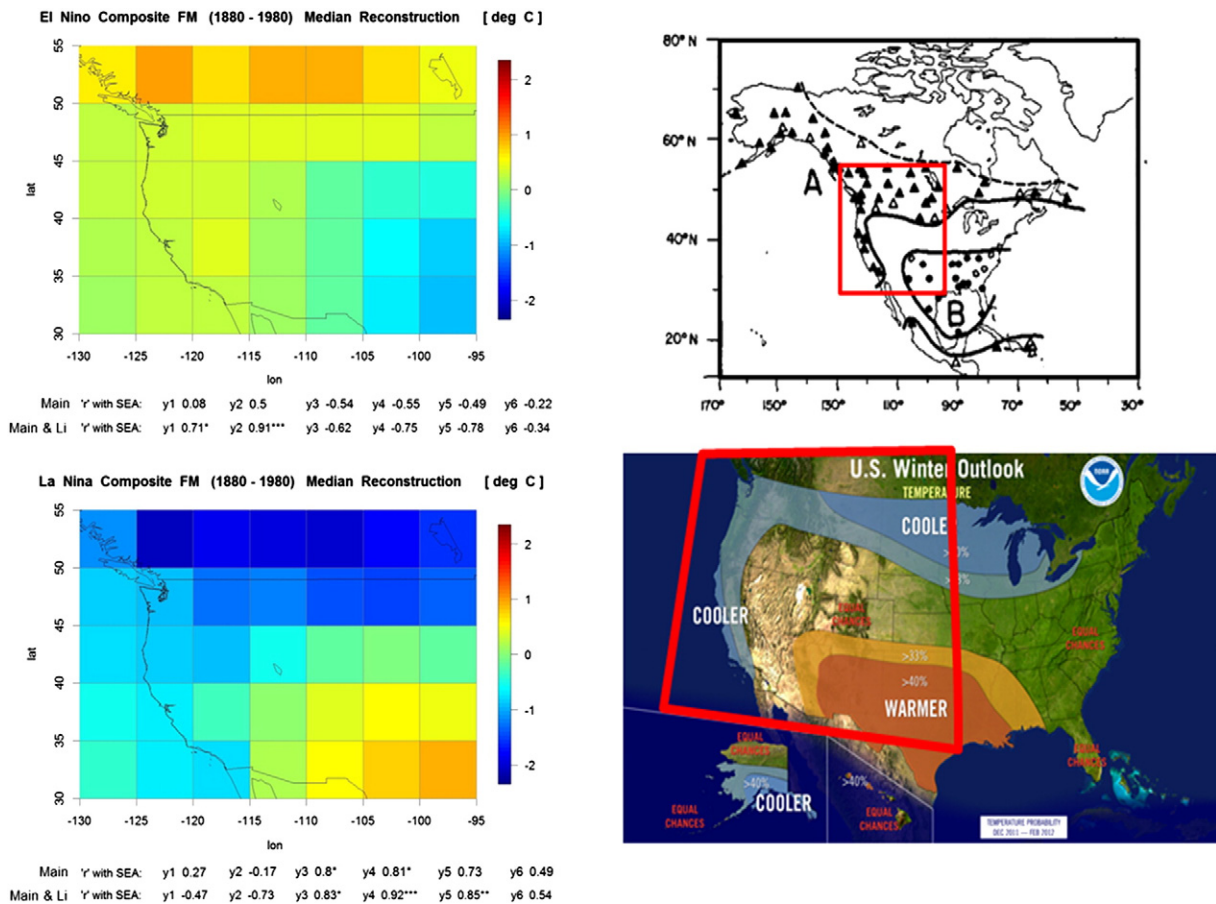 El Nino Composite FM (1880 - 1980) Median Reconstruction [ deg C ]
55
50
45
40
35
30
lat
-130 -125 -120 -115 -110 -105 -100 -95
lon
2
1
0
-1
-2
Main 'r' with SEA: y1 0.08 y2 0.5 y3 -0.54 y4 -0.55 y5 -0.49 y6 -0.22
Main & Li 'r' with SEA: y1 0.71* y2 0.91*** y3 -0.62 y4 -0.75 y5 -0.78 y6 -0.34
La Nina Composite FM (1880 - 1980) Median Reconstruction [ deg C ]
55
50
45
40
35
30
lat
-130 -125 -120 -115 -110 -105 -100 -95
lon
2
1
0
-1
-2
Main 'r' with SEA: y1 0.27 y2 -0.17 y3 0.8* y4 0.81* y5 0.73 y6 0.49
Main & Li 'r' with SEA: y1 -0.47 y2 -0.73 y3 0.83* y4 0.92*** y5 0.85** y6 0.54
80° N
60° N
40° N
20° N
A
B
170° 150° 130° 110° 90° 70° 50° 30°
U.S. Winter Outlook
TEMPERATURE
NOAA
COOLER
>33%
COOLER
EQUAL CHANCES
EQUAL CHANCES
>33%
>40%
WARMER
EQUAL CHANCES
EQUAL CHANCES
>40%
COOLER
EQUAL CHANCES
>40%
EQUAL CHANCES
TEMPERATURE PROBABILITY
DEC 2011 — FEB 2012